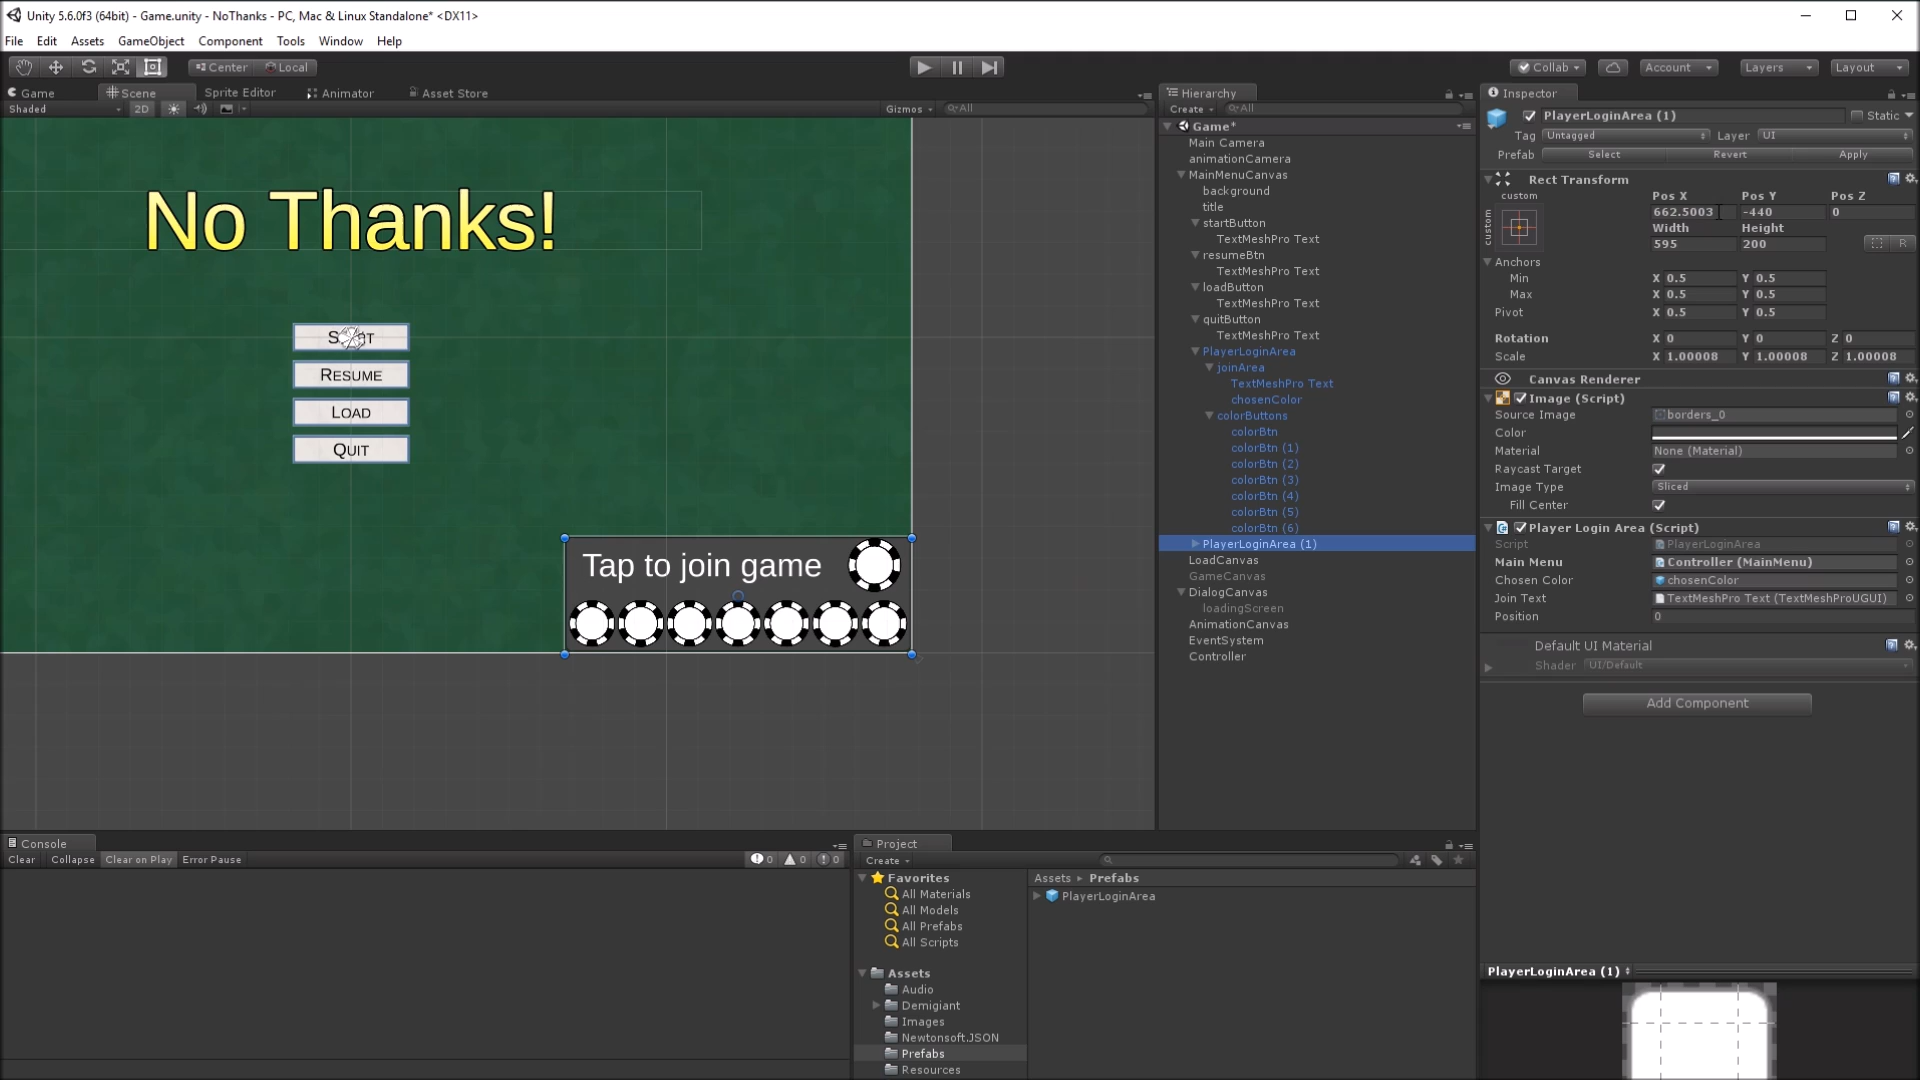 Unity 5.6.0f3 (64bit) - Game.unity - NoThanks - PC, Mac & Linux Standalone* <DX11>
File Edit Assets GameObject Component Tools Window Help
Center Local
Collab Account Layers Layout
Game Scene Sprite Editor Animator Asset Store
Shaded 2D Gizmos All
No Thanks!
RESUME
LOAD
QUIT
Tap to join game
Hierarchy
Create All
Game*
Main Camera
animationCamera
MainMenuCanvas
background
title
startButton
TextMeshPro Text
resumeBtn
TextMeshPro Text
loadButton
TextMeshPro Text
quitButton
TextMeshPro Text
PlayerLoginArea
joinArea
TextMeshPro Text
chosenColor
colorButtons
colorBtn
colorBtn (1)
colorBtn (2)
colorBtn (3)
colorBtn (4)
colorBtn (5)
colorBtn (6)
PlayerLoginArea (1)
LoadCanvas
GameCanvas
DialogCanvas
loadingScreen
AnimationCanvas
EventSystem
Controller
Inspector
PlayerLoginArea (1) Static
Tag Untagged Layer UI
Prefab Select Revert Apply
Rect Transform
custom
custom
Pos X Pos Y Pos Z
662.5003 -440 0
Width Height
595 200 R
Anchors
Min X 0.5 Y 0.5
Max X 0.5 Y 0.5
Pivot X 0.5 Y 0.5
Rotation X 0 Y 0 Z 0
Scale X 1.00008 Y 1.00008 Z 1.00008
Canvas Renderer
Image (Script)
Source Image borders_0
Color
Material None (Material)
Raycast Target
Image Type Sliced
Fill Center
Player Login Area (Script)
Script PlayerLoginArea
Main Menu Controller (MainMenu)
Chosen Color chosenColor
Join Text TextMeshPro Text (TextMeshProUGUI)
Position 0
Default UI Material
Shader UI/Default
Add Component
PlayerLoginArea (1)
Console
Clear Collapse Clear on Play Error Pause 0 0 0
Project
Create
Favorites
All Materials
All Models
All Prefabs
All Scripts
Assets
Audio
Demigiant
Images
Newtonsoft.JSON
Prefabs
Resources
Assets Prefabs
PlayerLoginArea